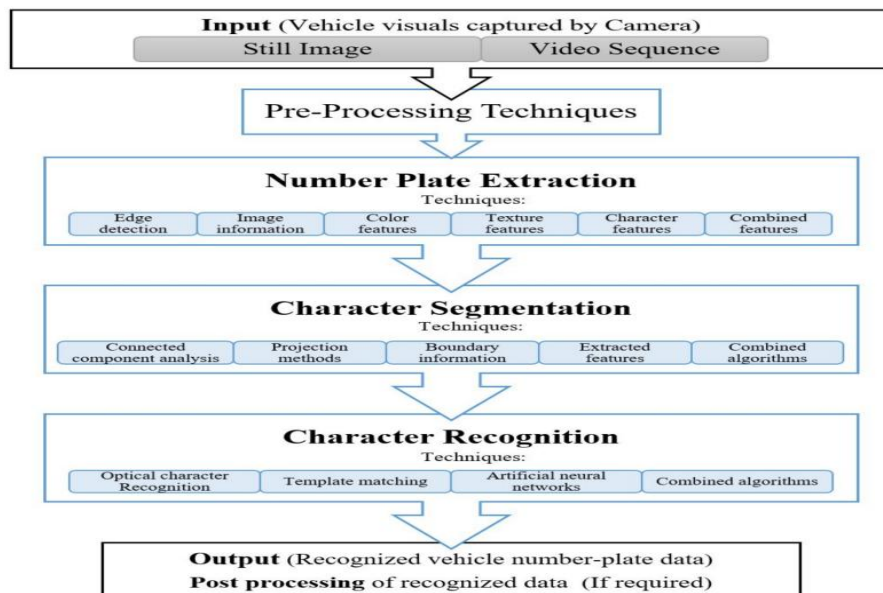 Input (Vehicle visuals captured by Camera)
Still Image Video Sequence
Pre-Processing Techniques
Number Plate Extraction
Techniques:
Edge detection
Image information
Color features
Texture features
Character features
Combined features
Character Segmentation
Techniques:
Connected component analysis
Projection methods
Boundary information
Extracted features
Combined algorithms
Character Recognition
Techniques:
Optical character Recognition
Template matching
Artificial neural networks
Combined algorithms
Output (Recognized vehicle number-plate data)
Post processing of recognized data (If required)